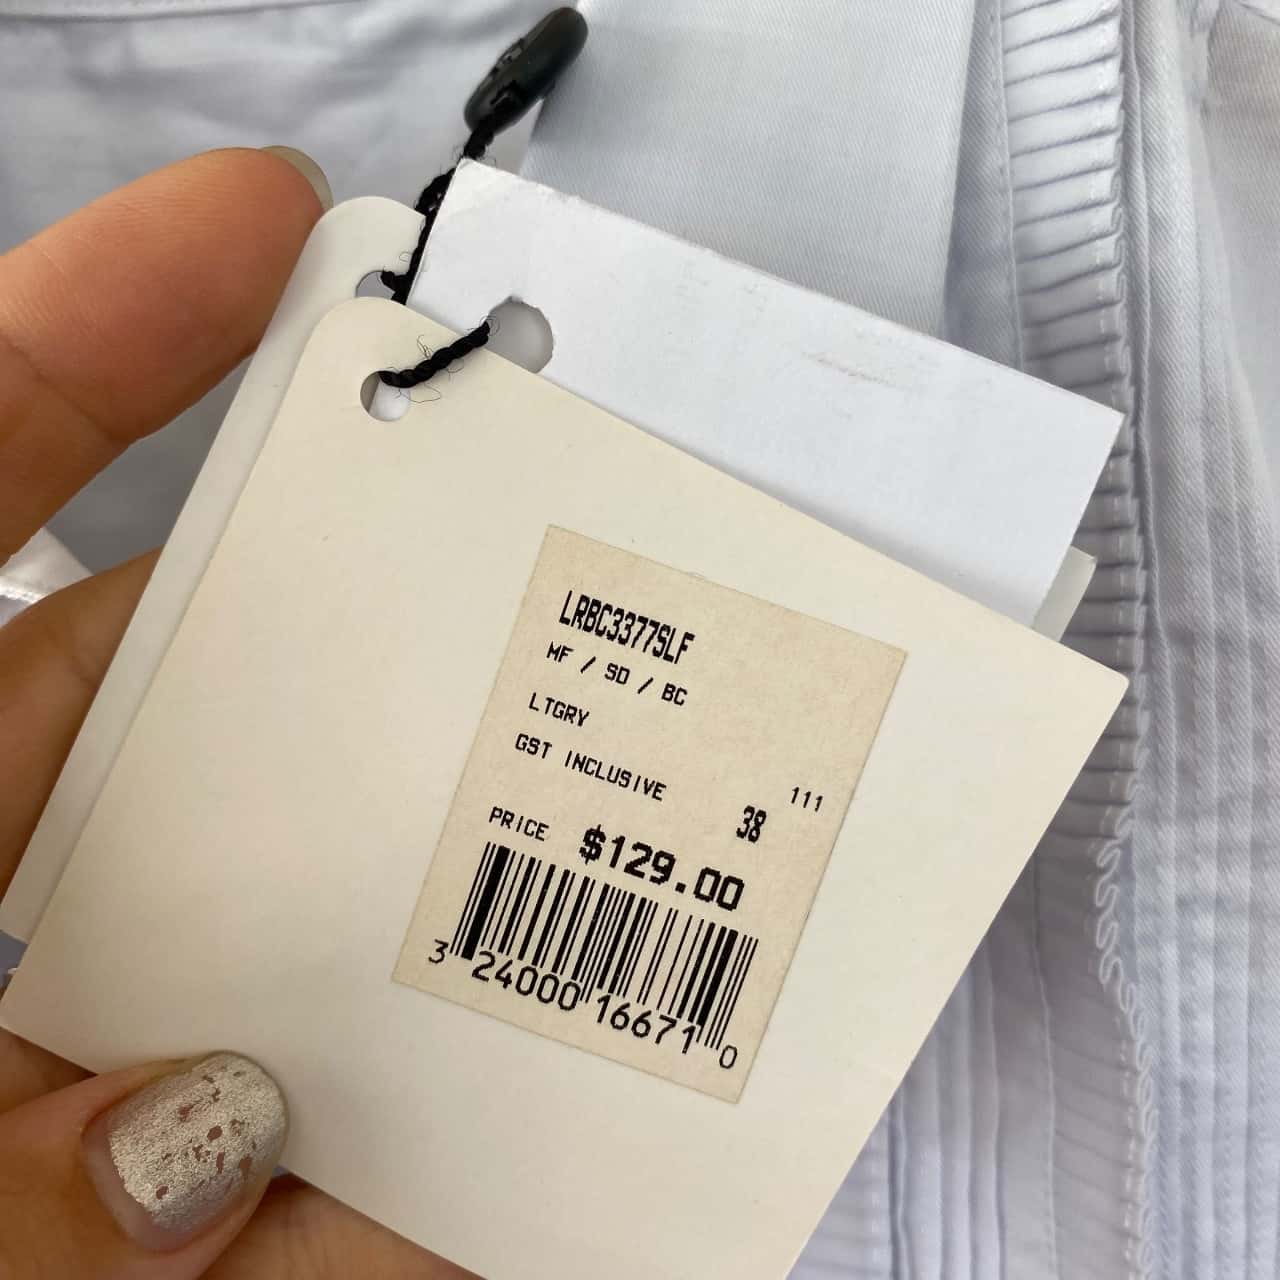 LRBC3377SLF
MF / SD / BC
LTGRY
GST INCLUSIVE
38 111
PRICE $129.00
3 24000 16671 0